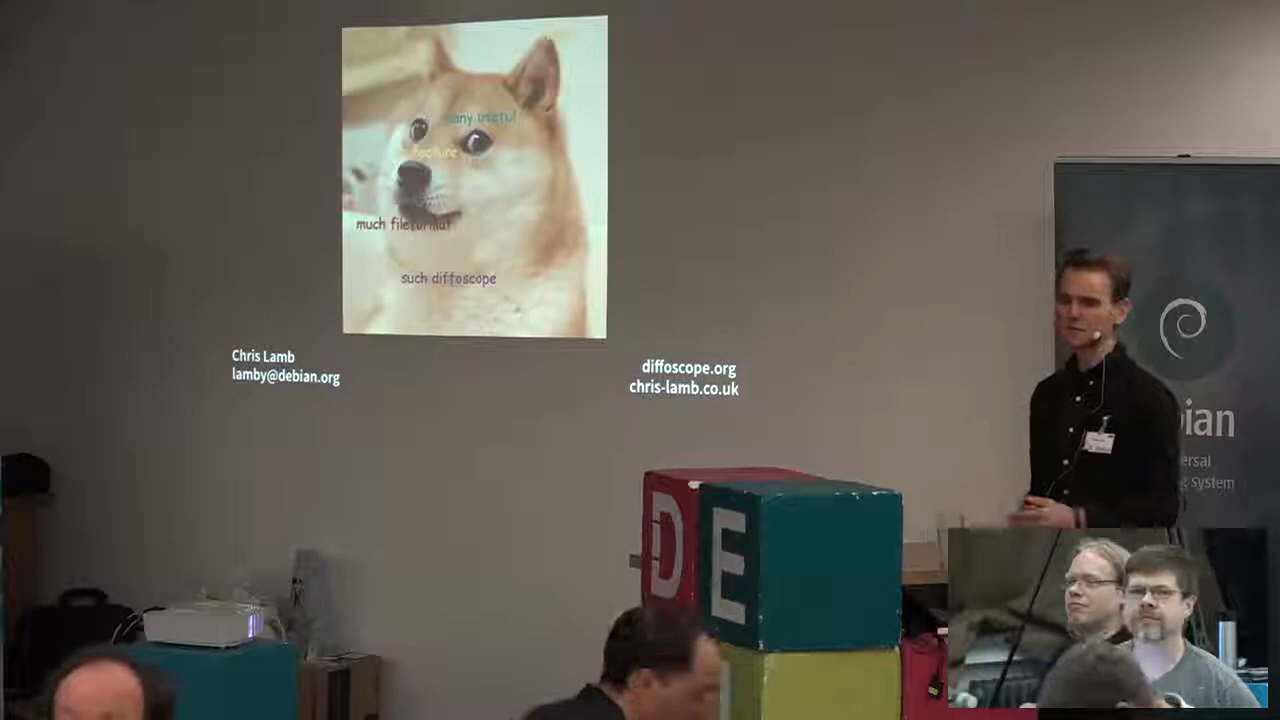 many useful
feature
much fileformat
such diffoscope
Chris Lamb
lamby@debian.org
diffoscope.org
chris-lamb.co.uk
D
E
ian
ersal
System